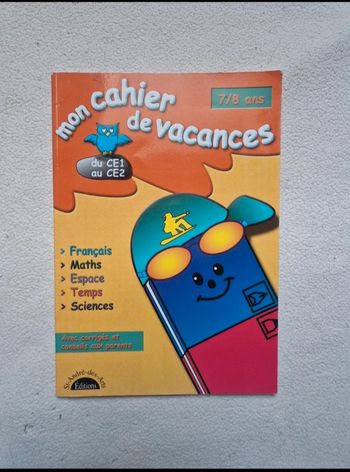 mon cahier
de vacances
7/8 ans
du CE1
au CE2
> Français
> Maths
> Espace
> Temps
> Sciences
Avec corrigés et
conseils aux parents
St-André-des-Arts
Éditions